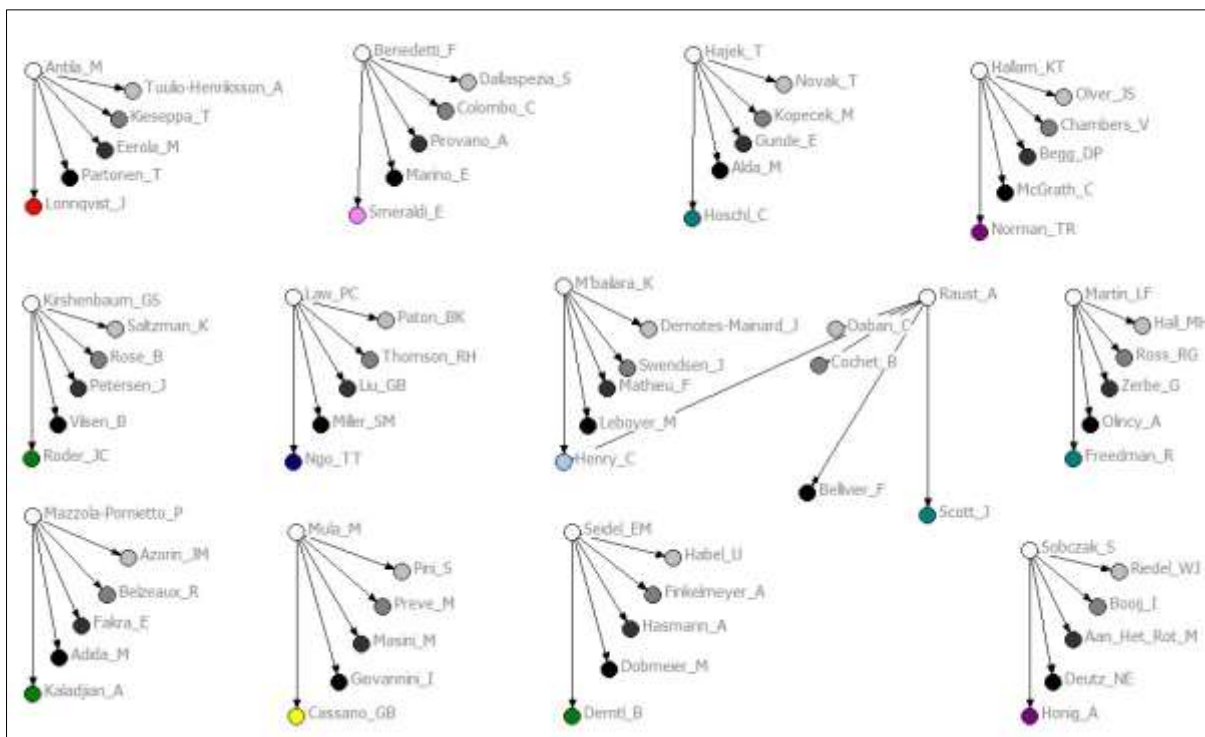 Antila_M
Tuulio-Henriksson_A
Kieseppa_T
Eerola_M
Partonen_T
Lonnqvist_J
Benedetti_F
Dallaspezia_S
Colombo_C
Pirovano_A
Marino_E
Smeraldi_E
Hajek_T
Novak_T
Kopecek_M
Gunde_E
Alda_M
Hoschl_C
Hallam_KT
Olver_JS
Chambers_V
Begg_DP
McGrath_C
Norman_TR
Kirshenbaum_GS
Saltzman_K
Rose_B
Petersen_J
Vilsen_B
Roder_JC
Law_PC
Paton_BK
Thomson_RH
Liu_GB
Miller_SM
Ngo_TT
M'bailara_K
Demotes-Mainard_J
Swendsen_J
Mathieu_F
Leboyer_M
Henry_C
Raust_A
Daban_C
Cochet_B
Bellivier_F
Scott_J
Martin_LF
Hall_MH
Ross_RG
Zerbe_G
Olincy_A
Freedman_R
Mazzola-Pomietto_P
Azorin_JM
Belzeaux_R
Fakra_E
Adida_M
Kaladjian_A
Mula_M
Pini_S
Preve_M
Masini_M
Giovannini_I
Cassano_GB
Seidel_EM
Habel_U
Finkelmeyer_A
Hasmann_A
Dobmeier_M
Derntl_B
Sobczak_S
Riedel_WJ
Booij_I
Aan_Het_Rot_M
Deutz_NE
Honig_A